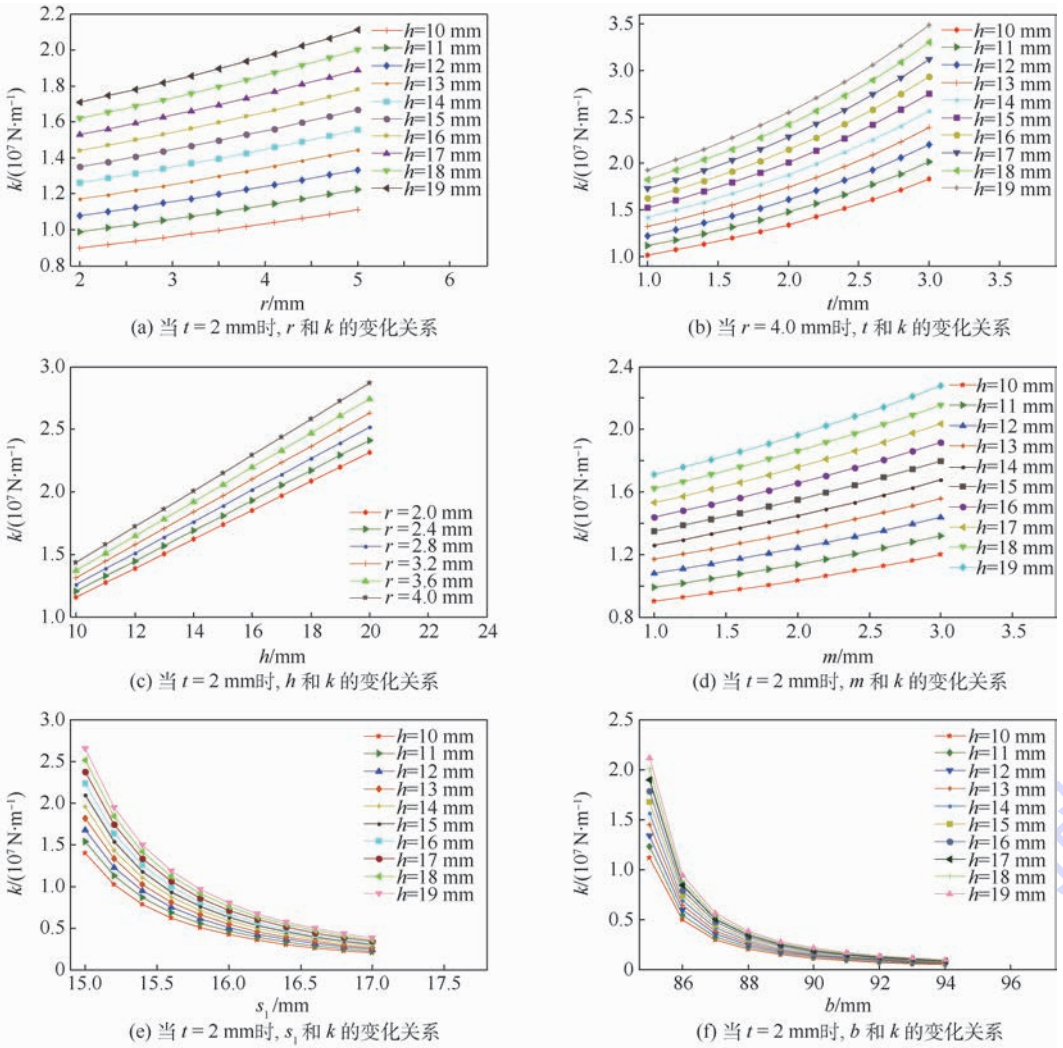 2.2
2.0
1.8
1.6
1.4
1.2
1.0
0.8
k/(10⁷ N·m⁻¹)
h=10 mm
h=11 mm
h=12 mm
h=13 mm
h=14 mm
h=15 mm
h=16 mm
h=17 mm
h=18 mm
h=19 mm
2 3 4 5 6
r/mm
(a) 当 t = 2 mm时, r 和 k 的变化关系
3.5
3.0
2.5
2.0
1.5
1.0
k/(10⁷ N·m⁻¹)
h=10 mm
h=11 mm
h=12 mm
h=13 mm
h=14 mm
h=15 mm
h=16 mm
h=17 mm
h=18 mm
h=19 mm
1.0 1.5 2.0 2.5 3.0 3.5
t/mm
(b) 当 r = 4.0 mm时, t 和 k 的变化关系
3.0
2.5
2.0
1.5
1.0
k/(10⁷ N·m⁻¹)
r = 2.0 mm
r = 2.4 mm
r = 2.8 mm
r = 3.2 mm
r = 3.6 mm
r = 4.0 mm
10 12 14 16 18 20 22 24
h/mm
(c) 当 t = 2 mm时, h 和 k 的变化关系
2.4
2.0
1.6
1.2
0.8
k/(10⁷ N·m⁻¹)
h=10 mm
h=11 mm
h=12 mm
h=13 mm
h=14 mm
h=15 mm
h=16 mm
h=17 mm
h=18 mm
h=19 mm
1.0 1.5 2.0 2.5 3.0 3.5
m/mm
(d) 当 t = 2 mm时, m 和 k 的变化关系
3.0
2.5
2.0
1.5
1.0
0.5
0
k/(10⁷ N·m⁻¹)
h=10 mm
h=11 mm
h=12 mm
h=13 mm
h=14 mm
h=15 mm
h=16 mm
h=17 mm
h=18 mm
h=19 mm
15.0 15.5 16.0 16.5 17.0 17.5
s₁/mm
(e) 当 t = 2 mm时, s₁和 k 的变化关系
2.5
2.0
1.5
1.0
0.5
0
k/(10⁷ N·m⁻¹)
h=10 mm
h=11 mm
h=12 mm
h=13 mm
h=14 mm
h=15 mm
h=16 mm
h=17 mm
h=18 mm
h=19 mm
86 88 90 92 94 96
b/mm
(f) 当 t = 2 mm时, b 和 k 的变化关系